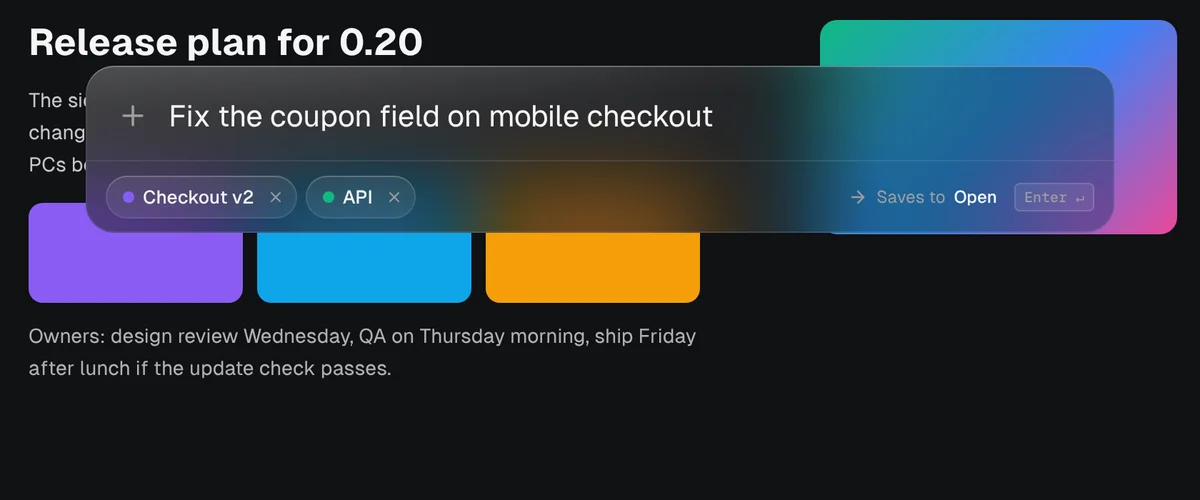 Release plan for 0.20
The
chang
PCs
Fix the coupon field on mobile checkout
Checkout v2 × API × → Saves to Open Enter ↵
Owners: design review Wednesday, QA on Thursday morning, ship Friday
after lunch if the update check passes.